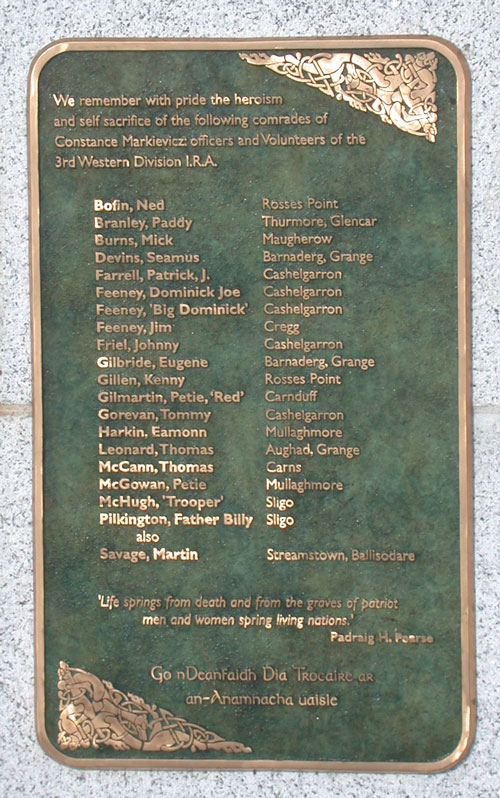 We remember with pride the heroism
and self sacrifice of the following comrades of
Constance Markievicz: officers and Volunteers of the
3rd Western Division I.R.A.
Bofin, Ned Rosses Point
Branley, Paddy Thurmore, Glencar
Burns, Mick Maugherow
Devins, Seamus Barnaderg, Grange
Farrell, Patrick, J. Cashelgarron
Feeney, Dominick Joe Cashelgarron
Feeney, 'Big Dominick' Cashelgarron
Feeney, Jim Cregg
Friel, Johnny Cashelgarron
Gilbride, Eugene Barnaderg, Grange
Gillen, Kenny Rosses Point
Gilmartin, Petie, 'Red' Carnduff
Gorevan, Tommy Cashelgarron
Harkin, Eamonn Mullaghmore
Leonard, Thomas Aughad, Grange
McCann, Thomas Carns
McGowan, Petie Mullaghmore
McHugh, 'Trooper' Sligo
Pilkington, Father Billy Sligo
also
Savage, Martin Streamstown, Ballisodare
'Life springs from death and from the graves of patriot
men and women spring living nations.'
Padraig H. Pearse
Go nDeanfaidh Dia Trocaire ar
an-Anamnacha uaisle